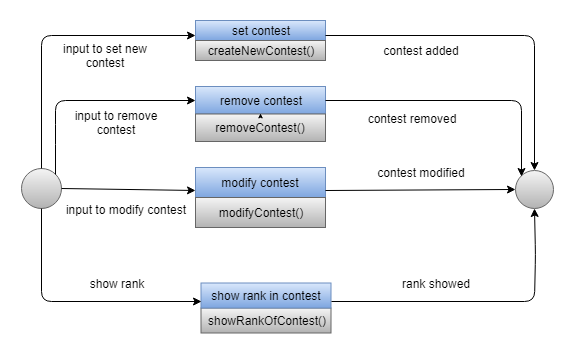 set contest
createNewContest()
input to set new
contest
contest added
remove contest
removeContest()
input to remove
contest
contest removed
modify contest
modifyContest()
input to modify contest
contest modified
show rank
show rank in contest
showRankOfContest()
rank showed